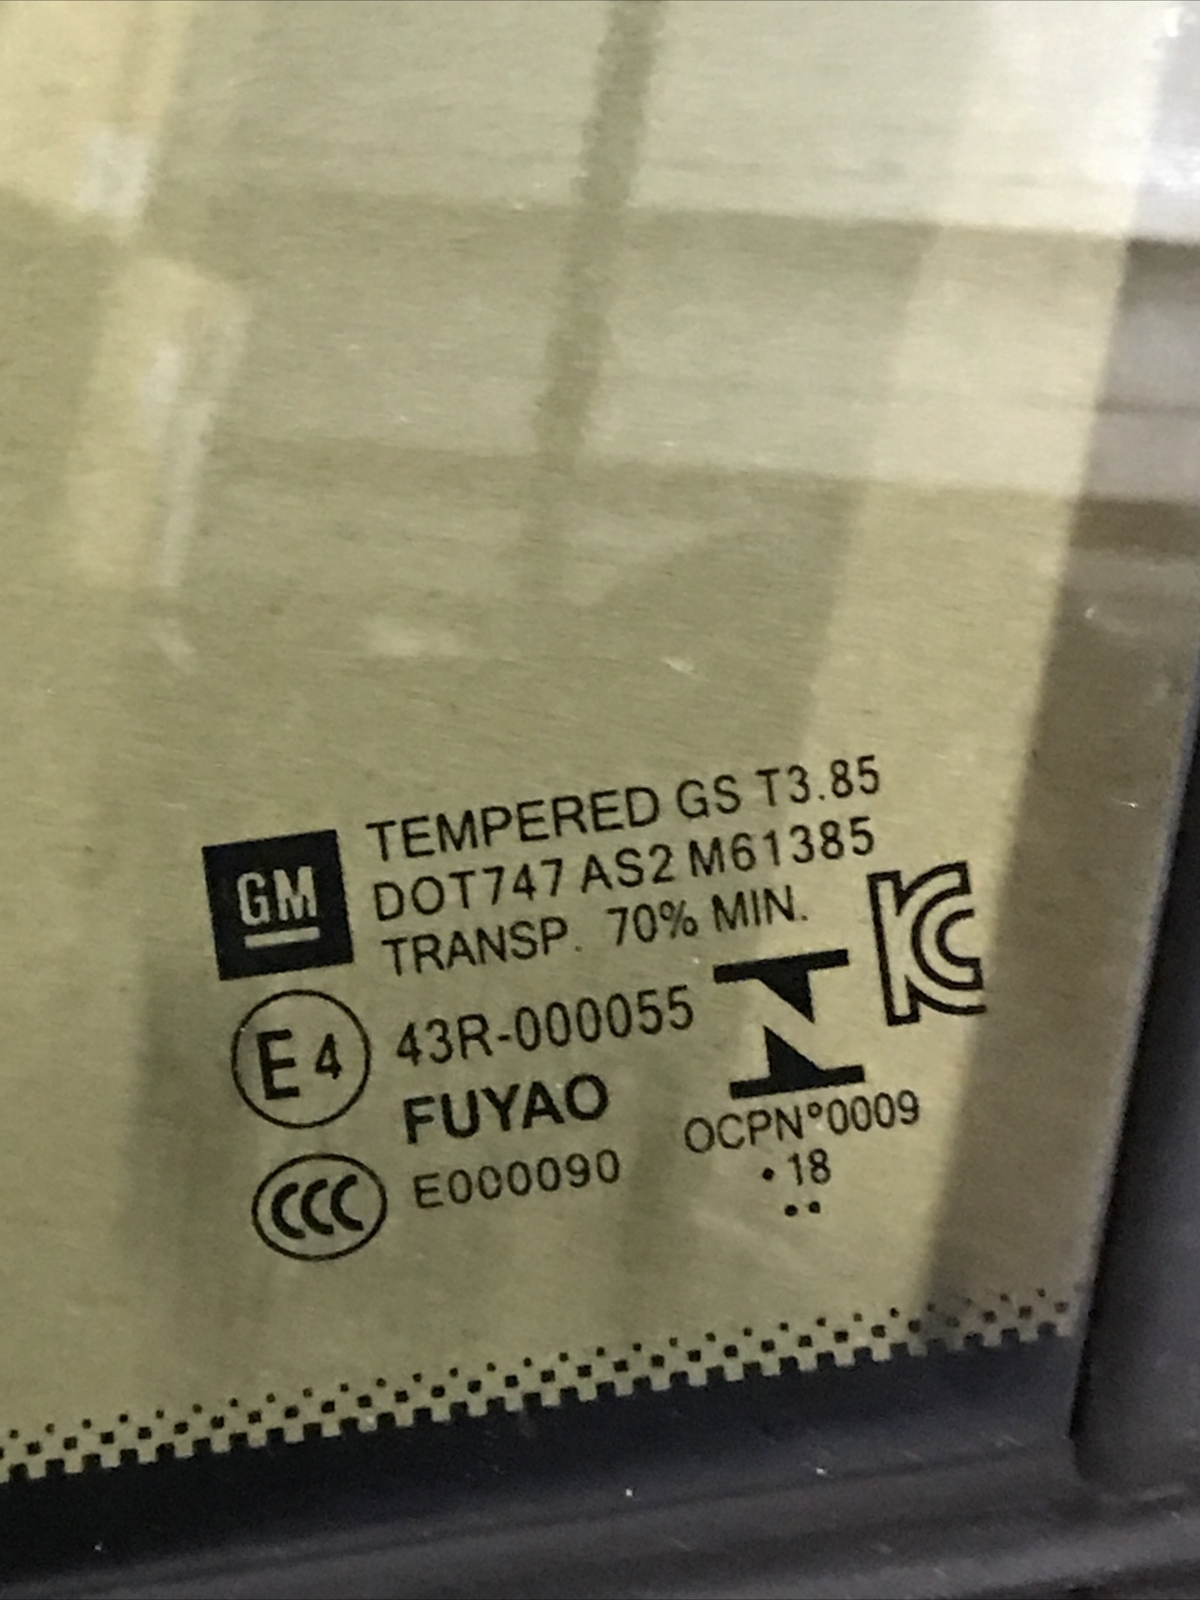 GM
TEMPERED GS T3.85
DOT747 AS2 M61385
TRANSP. 70% MIN.
E4 43R-000055
FUYAO
CCC E000090
KC
N
OCPN°0009
•18
••